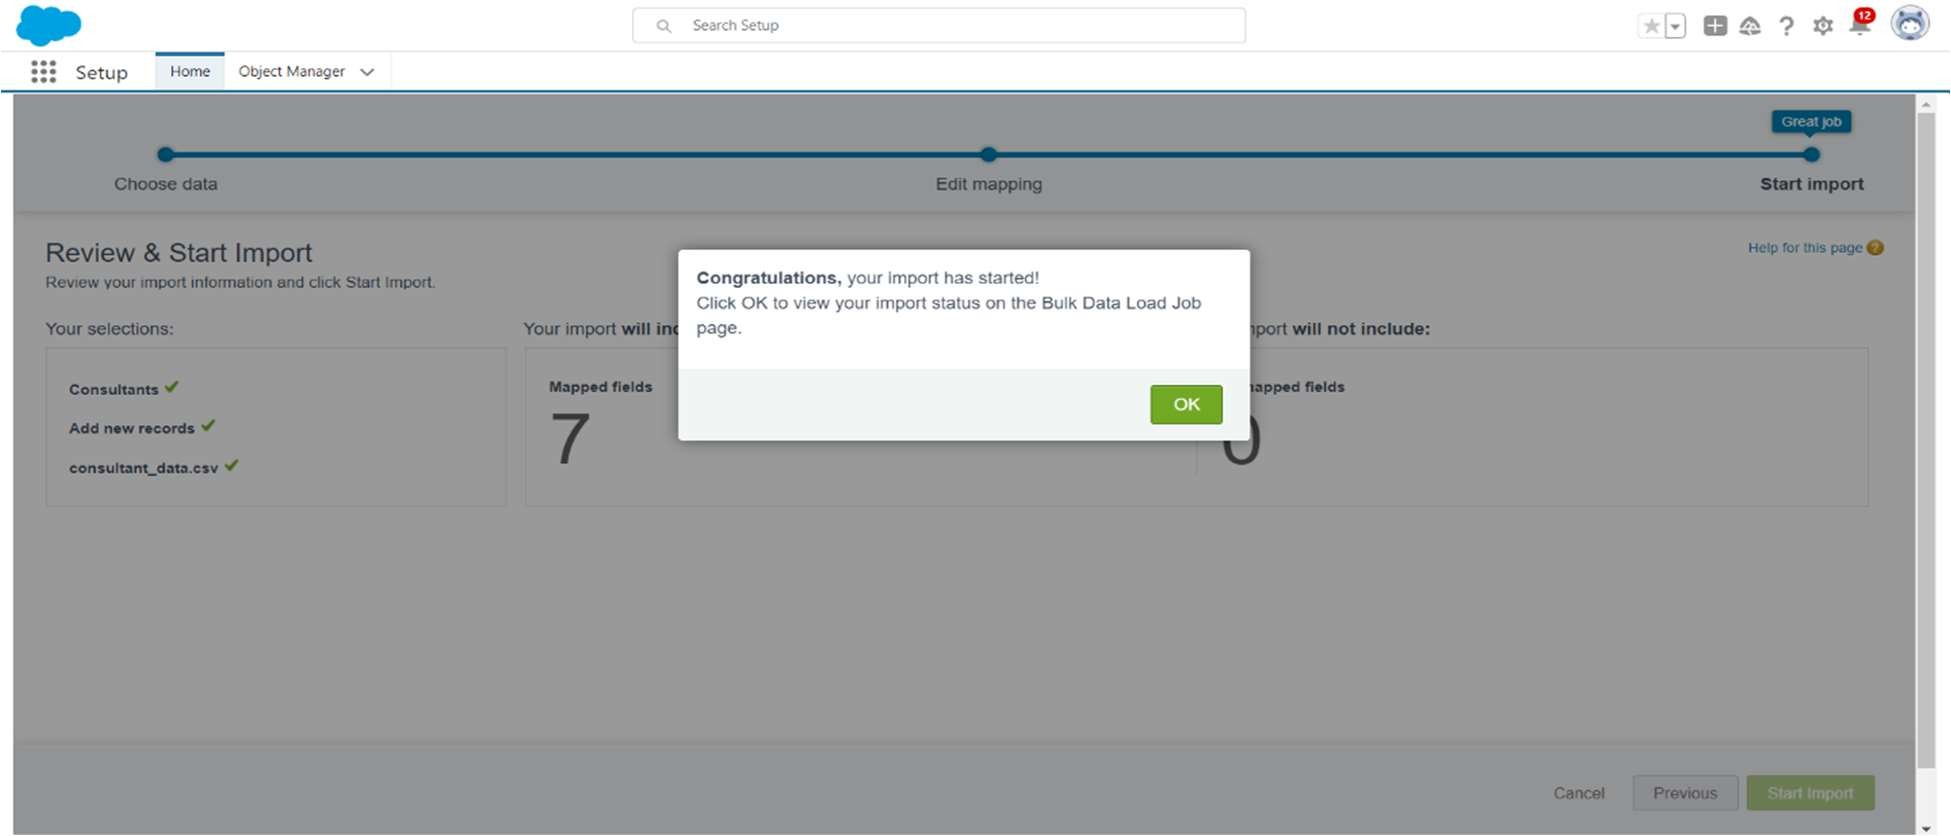 Search Setup
12
Setup
Home
Object Manager
Great job
Choose data
Edit mapping
Start import
Review & Start Import
Review your import information and click Start Import.
Help for this page
Your selections:
Consultants
Add new records
consultant_data.csv
Your import will
Mapped fields
7
will not include:
fields
0
Congratulations, your import has started!
Click OK to view your import status on the Bulk Data Load Job
page.
OK
Cancel
Previous
Start Import